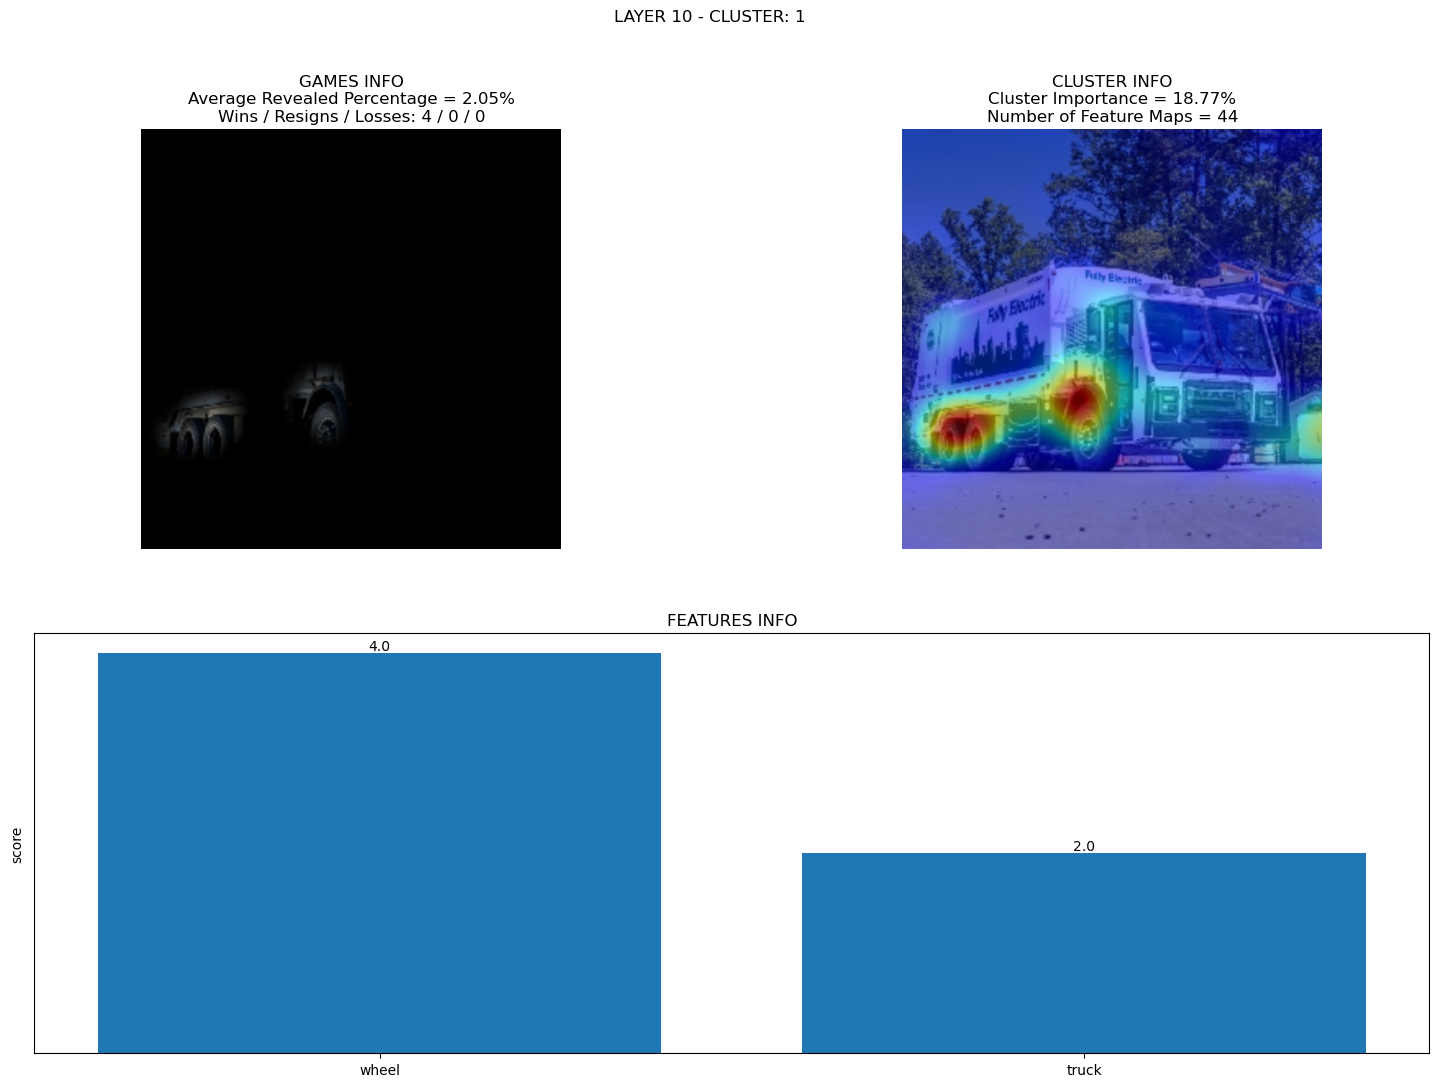 LAYER 10 - CLUSTER: 1
GAMES INFO
Average Revealed Percentage = 2.05%
Wins / Resigns / Losses: 4 / 0 / 0
CLUSTER INFO
Cluster Importance = 18.77%
Number of Feature Maps = 44
Fully Electric
Fully Electric
FEATURES INFO
4.0
2.0
score
wheel
truck